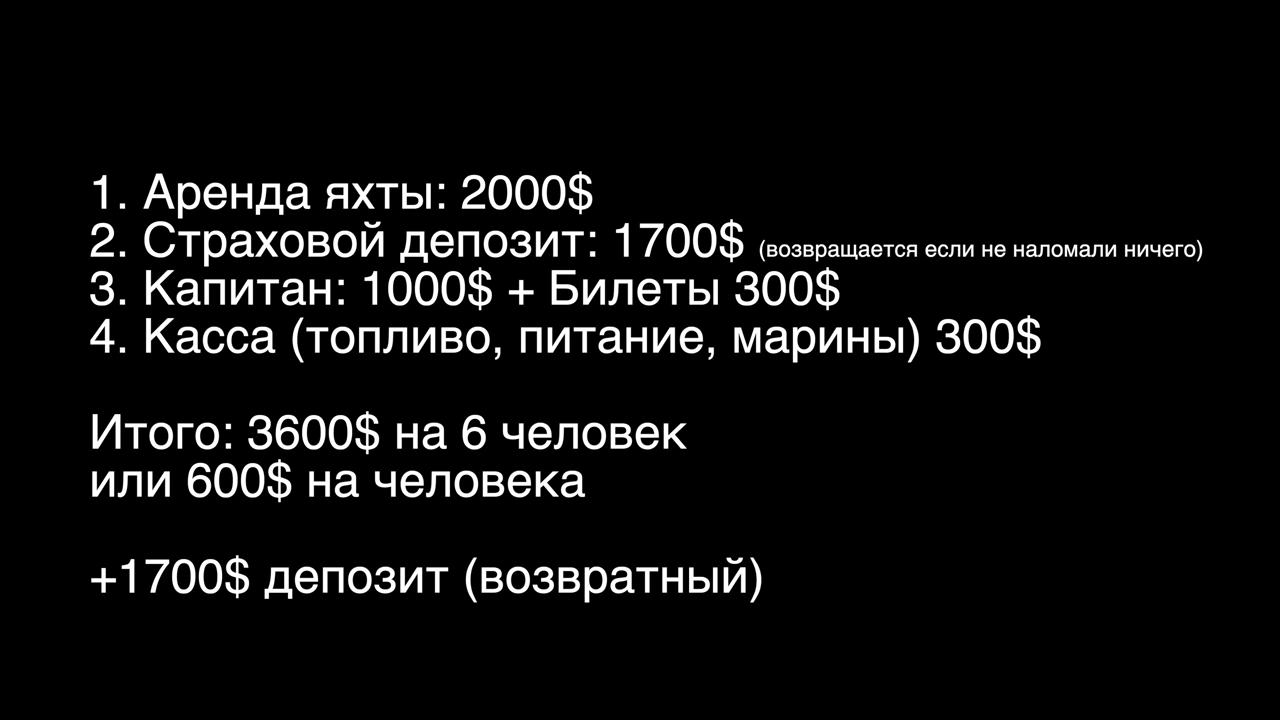 1. Аренда яхты: 2000$
2. Страховой депозит: 1700$ (возвращается если не наломали ничего)
3. Капитан: 1000$ + Билеты 300$
4. Касса (топливо, питание, марины) 300$
Итого: 3600$ на 6 человек
или 600$ на человека
+1700$ депозит (возвратный)